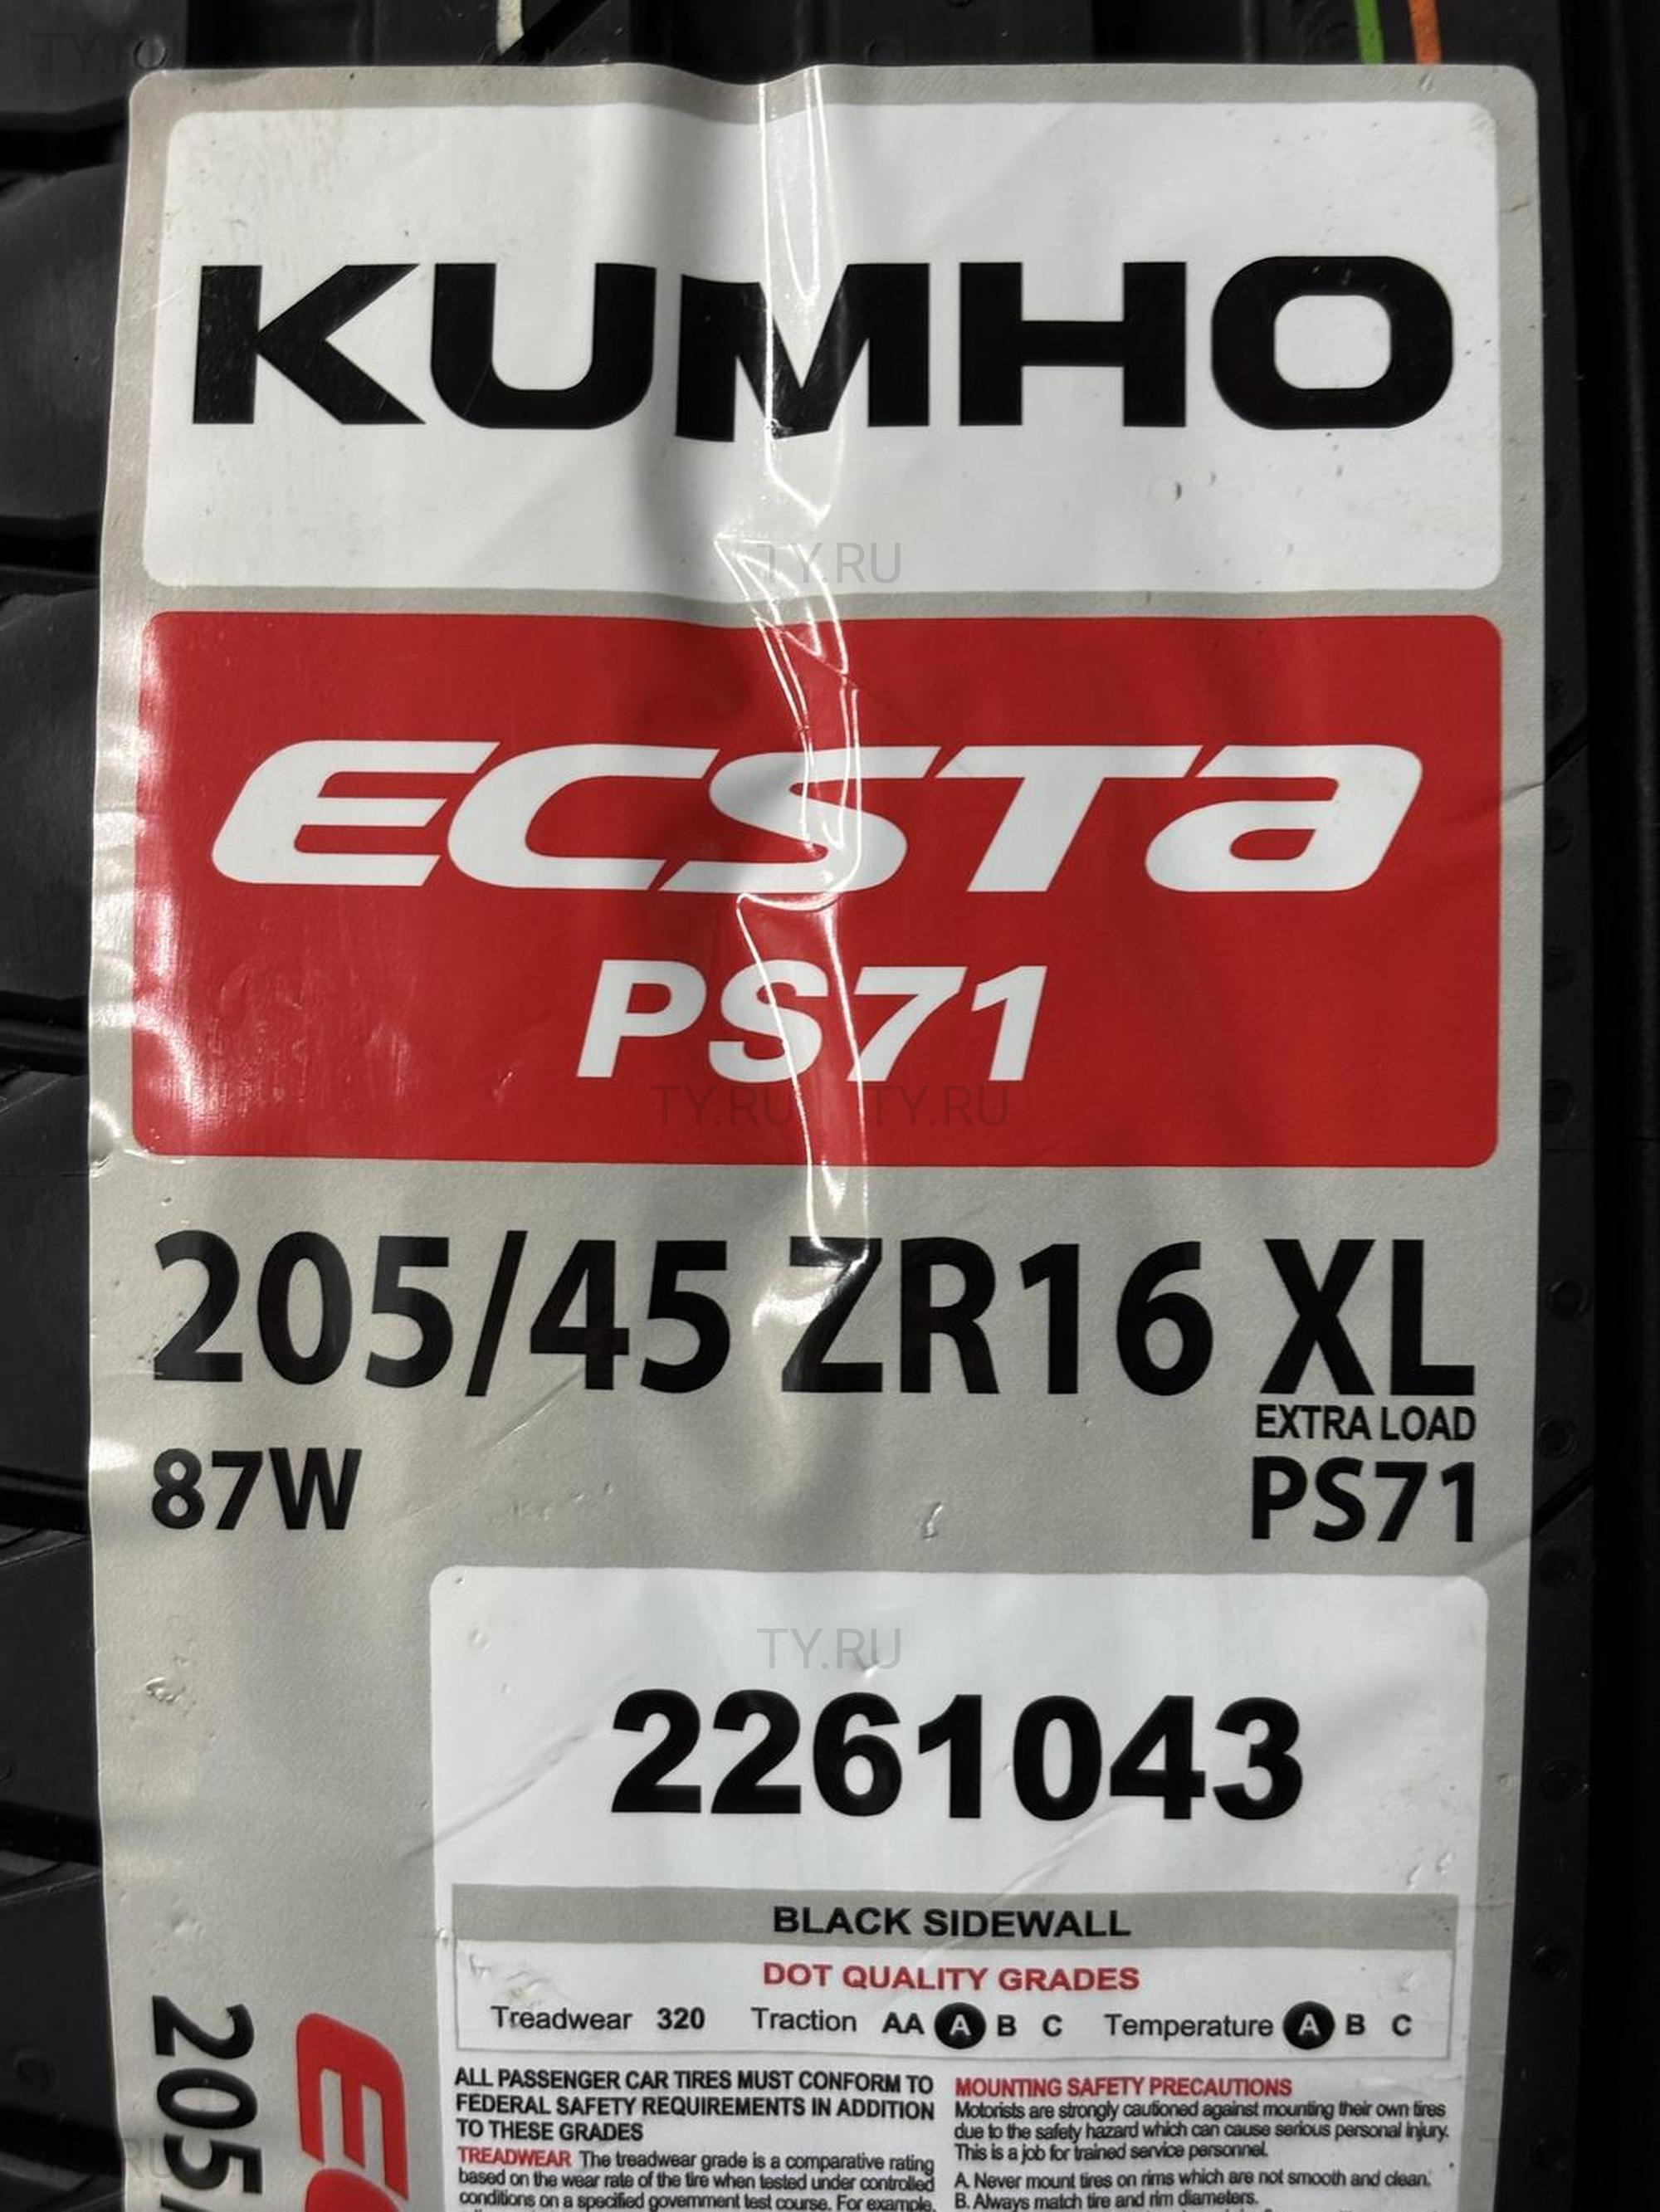 KUMHO
TY.RU
ECSTA
PS71
TY.RU TY.RU
205/45 ZR16 XL
EXTRA LOAD
87W
PS71
TY.RU
2261043
BLACK SIDEWALL
DOT QUALITY GRADES
Treadwear 320 Traction AA A B C Temperature A B C
ALL PASSENGER CAR TIRES MUST CONFORM TO
FEDERAL SAFETY REQUIREMENTS IN ADDITION
TO THESE GRADES
TREADWEAR The treadwear grade is a comparative rating
based on the wear rate of the tire when tested under controlled
conditions on a specified government test course. For example,
MOUNTING SAFETY PRECAUTIONS
Motorists are strongly cautioned against mounting their own tires
due to the safety hazard which can cause serious personal injury.
This is a job for trained service personnel.
A. Never mount tires on rims which are not smooth and clean.
B. Always match tire and rim diameters.
205/
EC